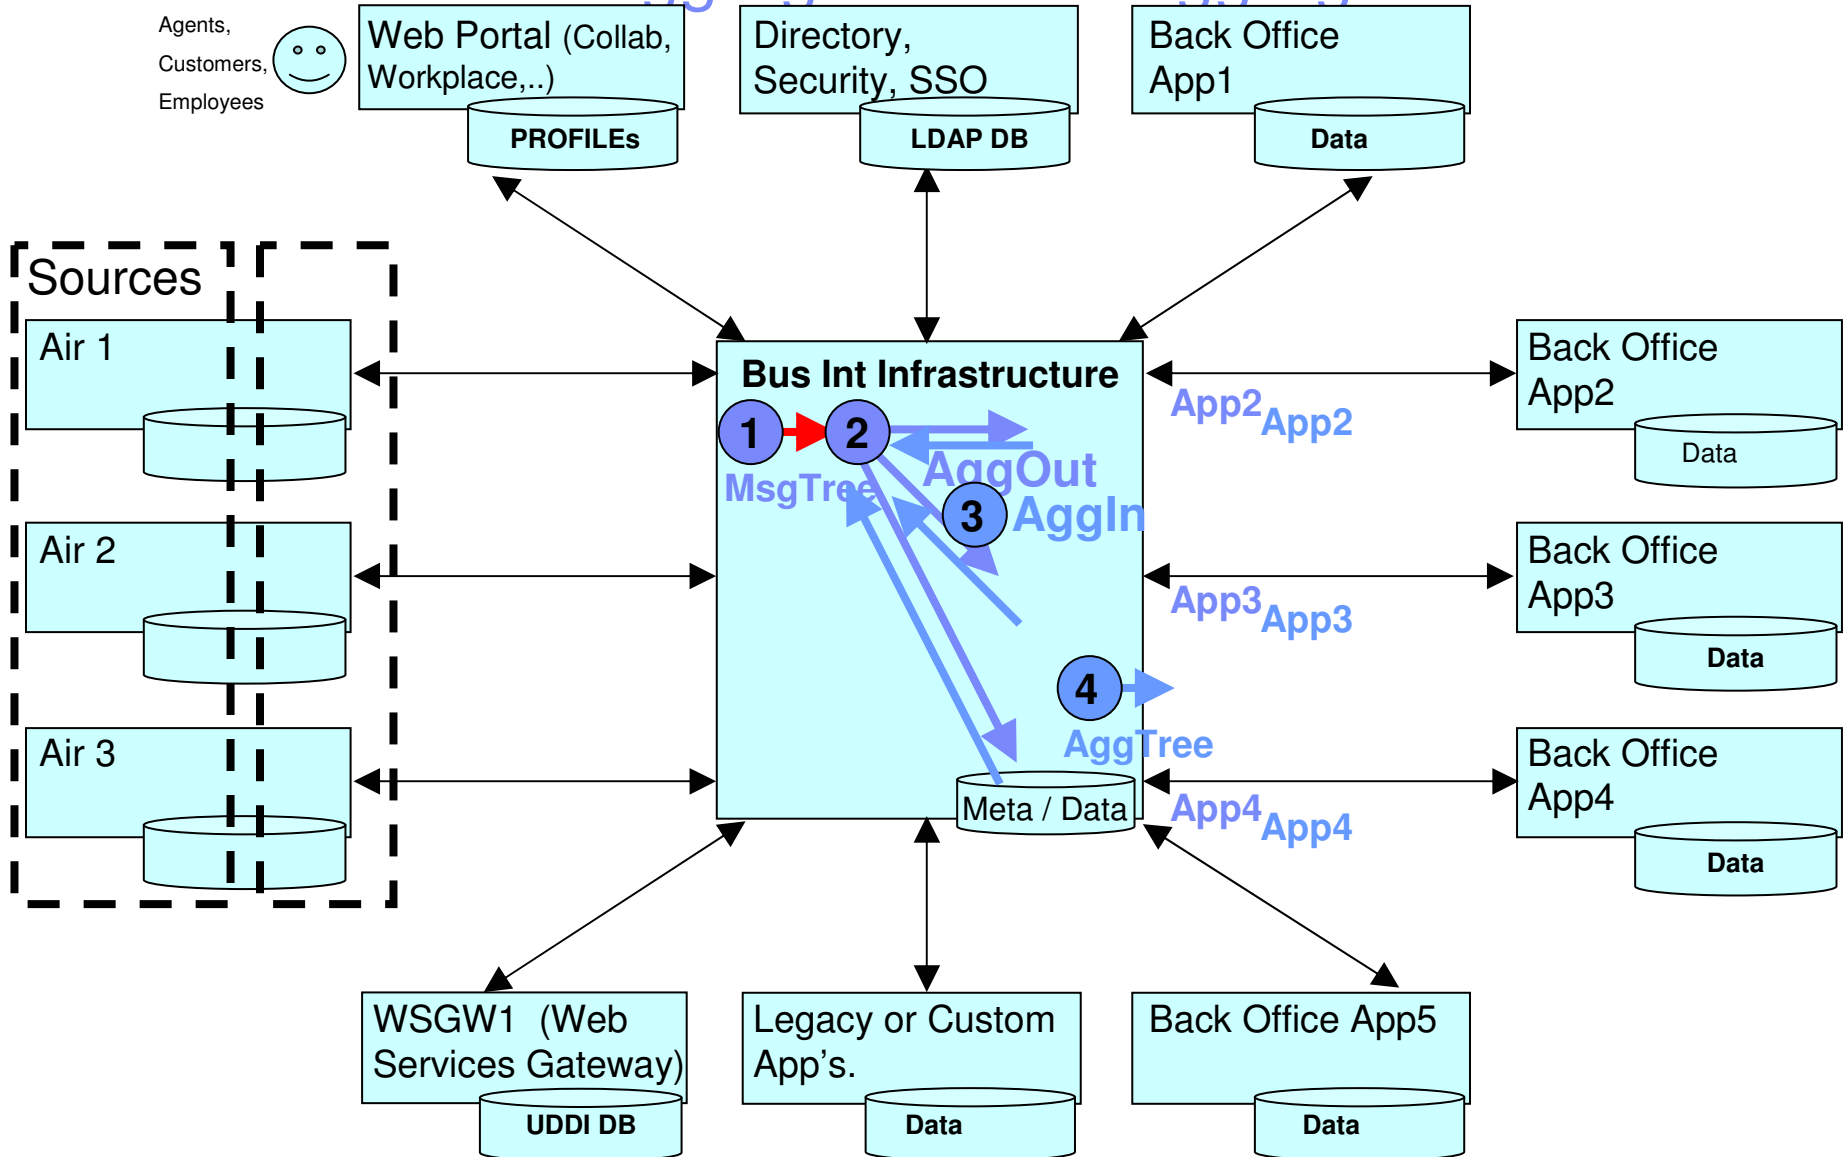 Agents,
Customers,
Employees
Web Portal (Collab,
Workplace,..)
PROFILEs
Directory,
Security, SSO
LDAP DB
Back Office
App1
Data
Sources
Air 1
Air 2
Air 3
Bus Int Infrastructure
1
2
MsgTree
AggOut
3
AggIn
4
AggTree
Meta / Data
App2
App2
App3
App3
App4
App4
Back Office
App2
Data
Back Office
App3
Data
Back Office
App4
Data
WSGW1 (Web
Services Gateway)
UDDI DB
Legacy or Custom
App's.
Data
Back Office App5
Data